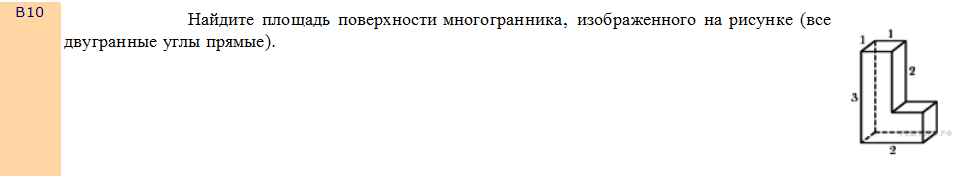 B10
Найдите площадь поверхности многогранника, изображенного на рисунке (все
двугранные углы прямые).
1 1
2
3
2